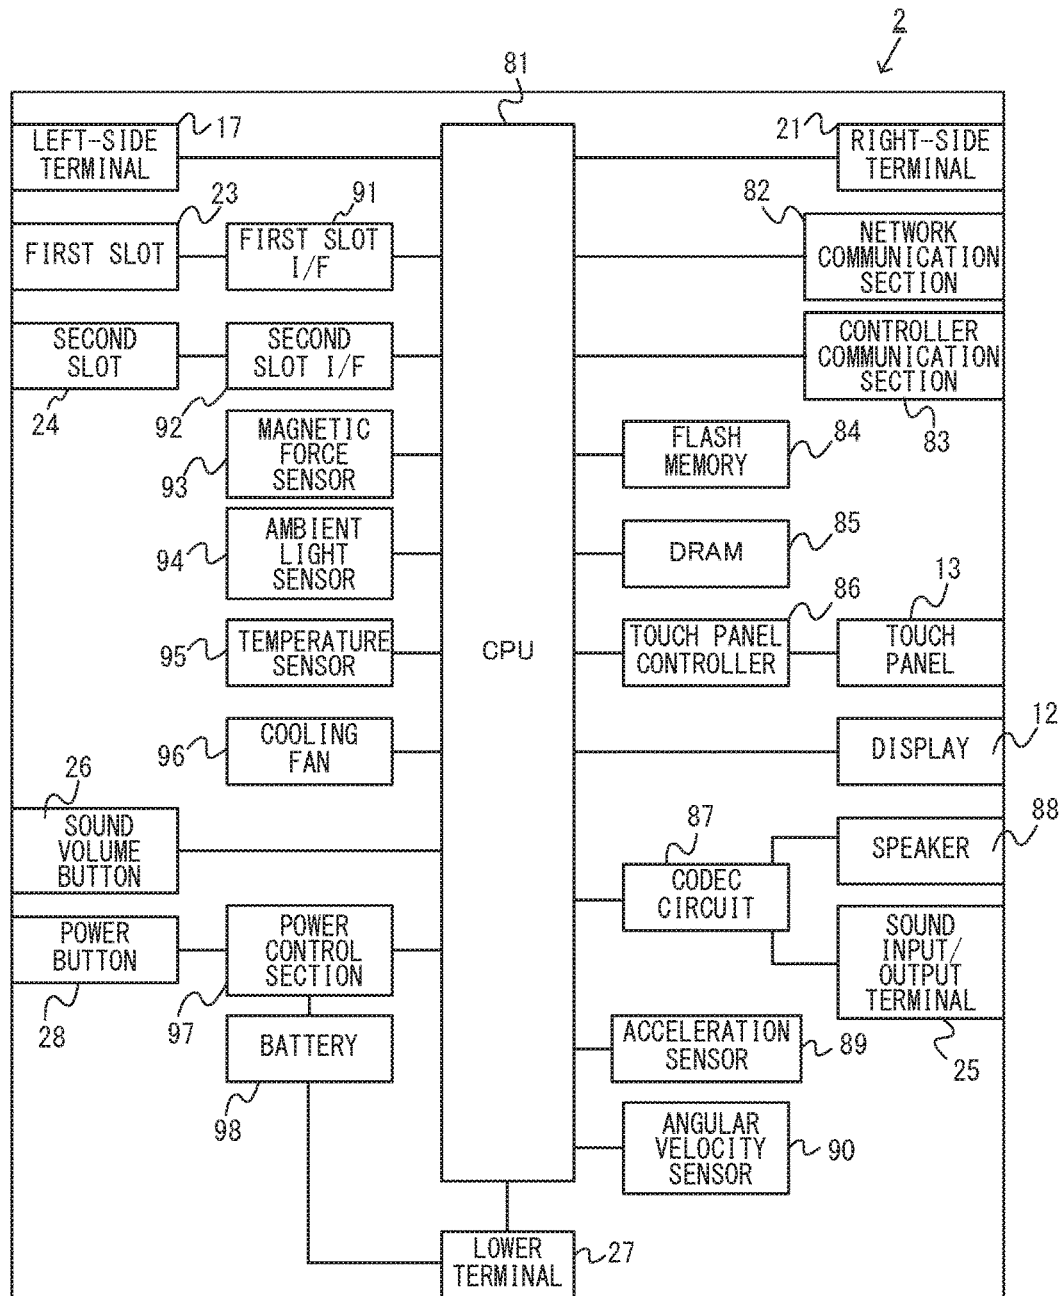 2
81
LEFT-SIDE
TERMINAL
17
21
RIGHT-SIDE
TERMINAL
23
91
82
FIRST SLOT
FIRST SLOT
I/F
NETWORK
COMMUNICATION
SECTION
SECOND
SLOT
SECOND
SLOT I/F
CONTROLLER
COMMUNICATION
SECTION
24
92
83
MAGNETIC
FORCE
SENSOR
93
FLASH
MEMORY
84
AMBIENT
LIGHT
SENSOR
94
DRAM
85
CPU
TEMPERATURE
SENSOR
95
86
TOUCH PANEL
CONTROLLER
13
TOUCH
PANEL
COOLING
FAN
96
DISPLAY
12
26
SOUND
VOLUME
BUTTON
87
CODEC
CIRCUIT
SPEAKER
88
POWER
BUTTON
28
POWER
CONTROL
SECTION
97
SOUND
INPUT/
OUTPUT
TERMINAL
25
BATTERY
98
ACCELERATION
SENSOR
89
ANGULAR
VELOCITY
SENSOR
90
LOWER
TERMINAL
27